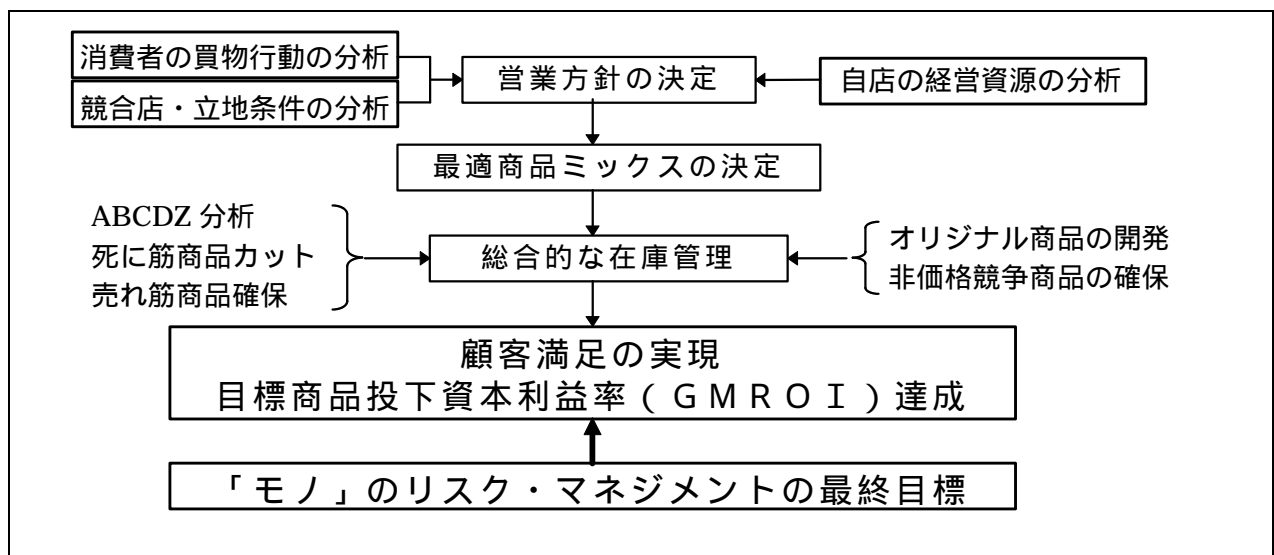 消費者の買物行動の分析
競合店・立地条件の分析
営業方針の決定
自店の経営資源の分析
最適商品ミックスの決定
ABCDZ 分析
死に筋商品カット
売れ筋商品確保
総合的な在庫管理
オリジナル商品の開発
非価格競争商品の確保
顧客満足の実現
目標商品投下資本利益率(GMROI)達成
「モノ」のリスク・マネジメントの最終目標